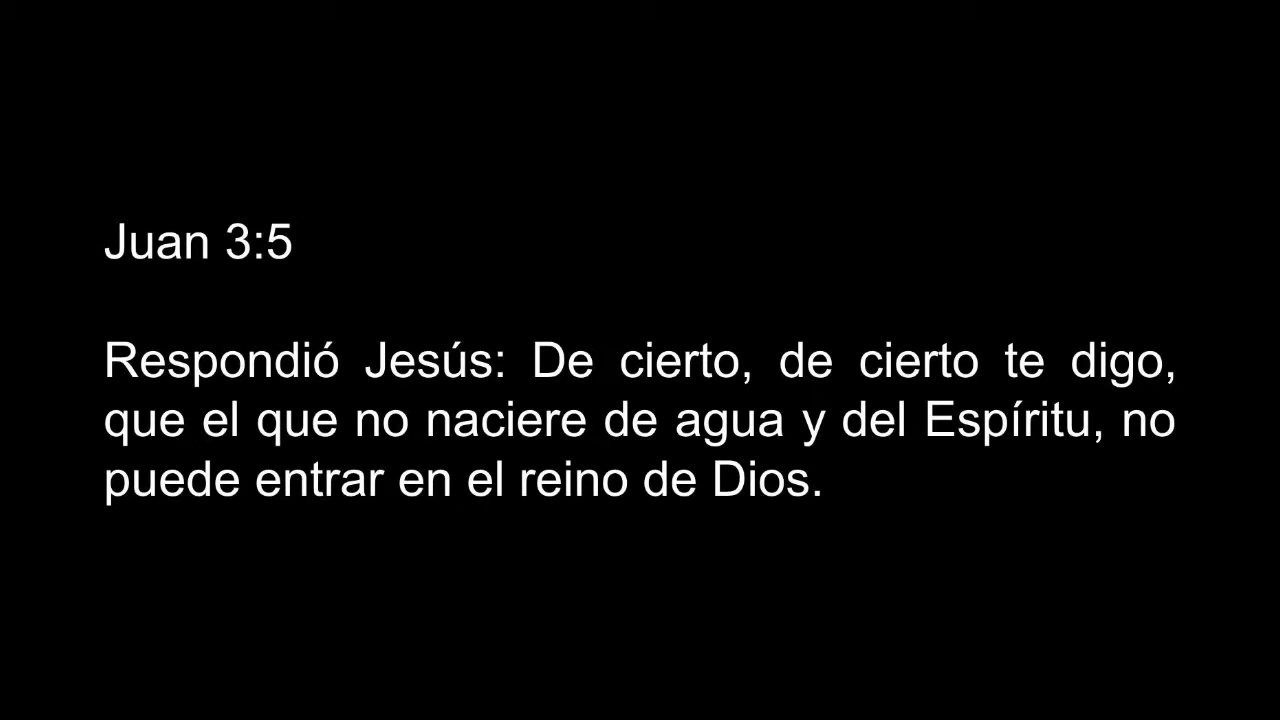 Juan 3:5
Respondió Jesús: De cierto, de cierto te digo,
que el que no naciere de agua y del Espíritu, no
puede entrar en el reino de Dios.